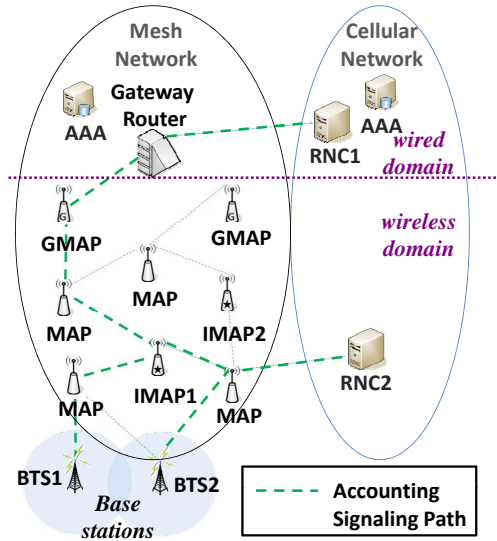 Mesh
Network
Cellular
Network
Gateway
Router
AAA
AAA
RNC1
wired
domain
G
GMAP
G
GMAP
wireless
domain
MAP
MAP
IMAP2
MAP
IMAP1
MAP
RNC2
BTS1
BTS2
Base
stations
Accounting
Signaling Path